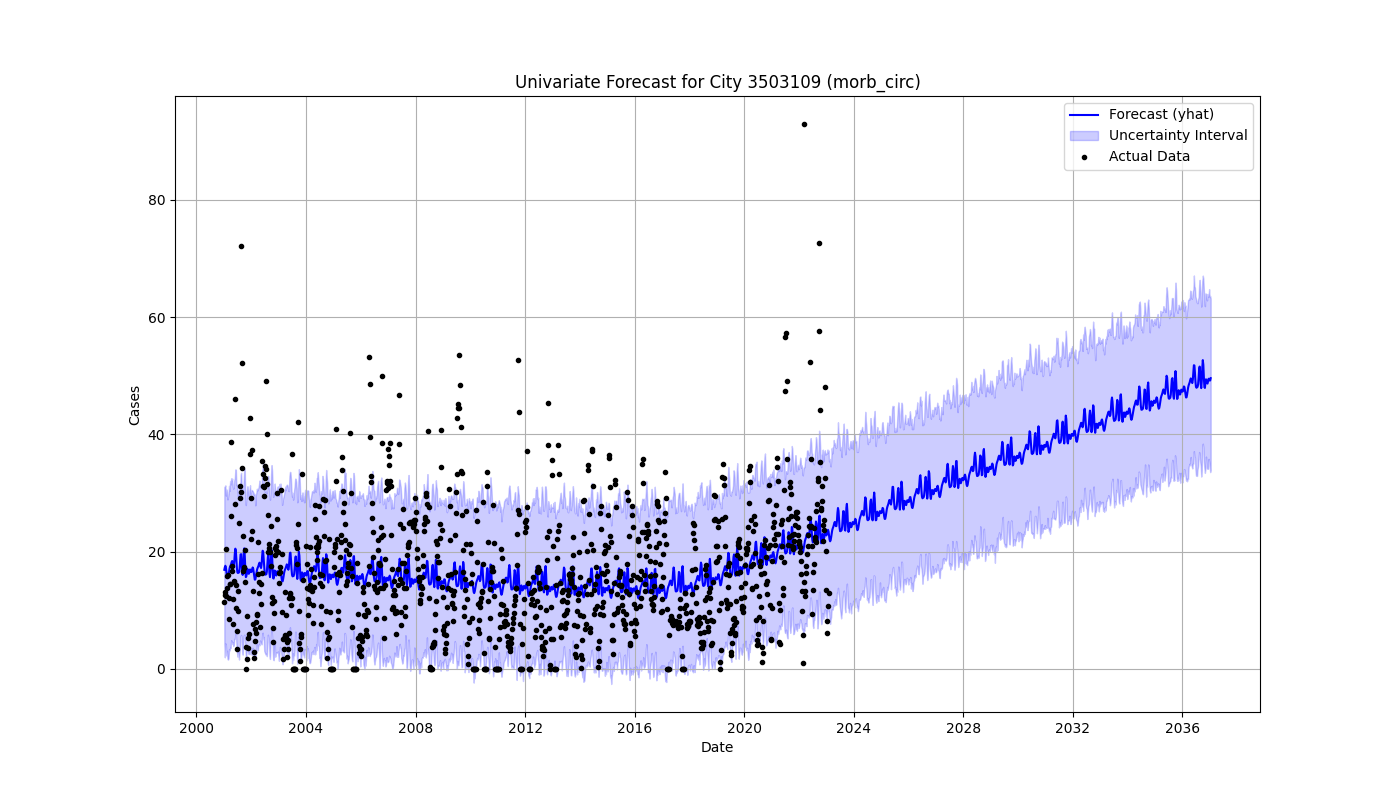 Univariate Forecast for City 3503109 (morb_circ)
Forecast (yhat)
Uncertainty Interval
Actual Data
Cases
80
60
40
20
0
2000 2004 2008 2012 2016 2020 2024 2028 2032 2036
Date